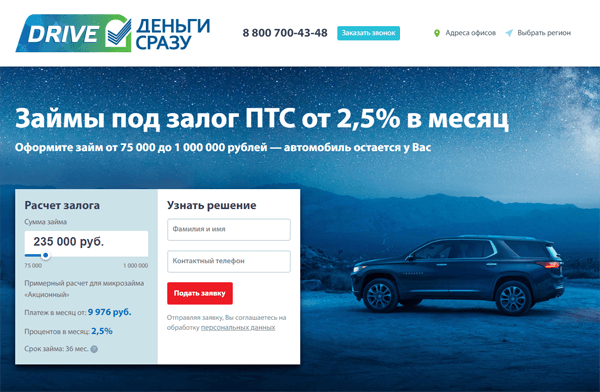 DRIVE
ДЕНЬГИ
СРАЗУ
8 800 700-43-48
Заказать звонок
Адреса офисов
Выбрать регион
Займы под залог ПТС от 2,5% в месяц
Оформите займ от 75 000 до 1 000 000 рублей — автомобиль остается у Вас
Расчет залога
Сумма займа
235 000 руб.
75 000
1 000 000
Примерный расчет для микрозайма
«Акционный»
Платеж в месяц от: 9 976 руб.
Процентов в месяц: 2,5%
Срок займа: 36 мес. ?
Узнать решение
Фамилия и имя
Контактный телефон
Подать заявку
Отправляя заявку, Вы соглашаетесь на
обработку персональных данных